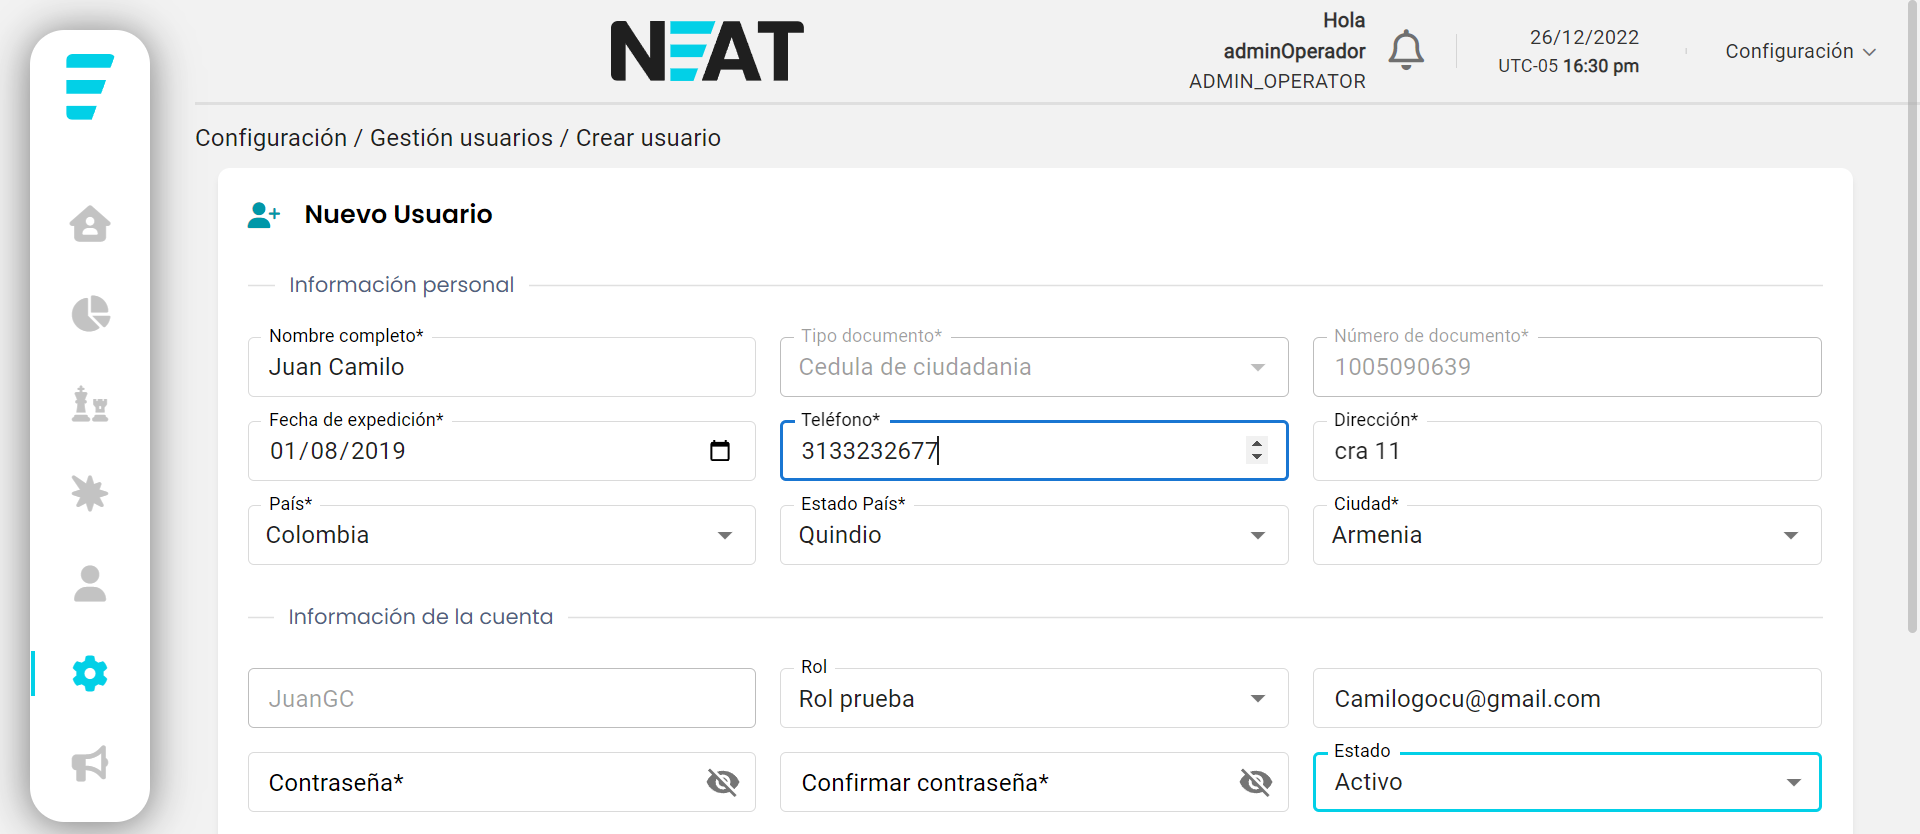 NEAT
Hola
adminOperador
ADMIN_OPERATOR
26/12/2022
UTC-05 16:30 pm
Configuración
Configuración / Gestión usuarios / Crear usuario
Nuevo Usuario
Información personal
Nombre completo*
Juan Camilo
Tipo documento*
Cedula de ciudadania
Número de documento*
1005090639
Fecha de expedición*
01/08/2019
Teléfono*
3133232677
Dirección*
cra 11
País*
Colombia
Estado País*
Quindio
Ciudad*
Armenia
Información de la cuenta
JuanGC
Rol
Rol prueba
Camilogocu@gmail.com
Contraseña*
Confirmar contraseña*
Estado
Activo